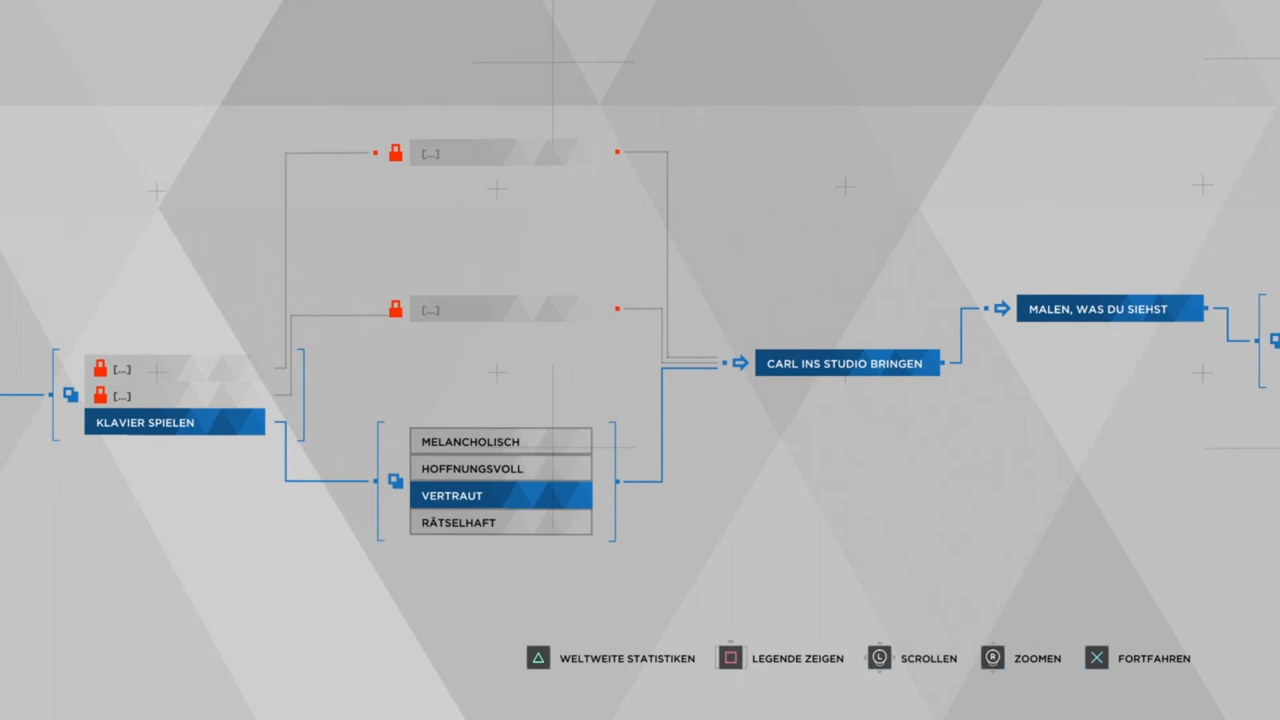 [...]
[...]
[...]
[...]
KLAVIER SPIELEN
MELANCHOLISCH
HOFFNUNGSVOLL
VERTRAUT
RÄTSELHAFT
CARL INS STUDIO BRINGEN
MALEN, WAS DU SIEHST
WELTWEITE STATISTIKEN
LEGENDE ZEIGEN
L SCROLLEN
R ZOOMEN
FORTFAHREN